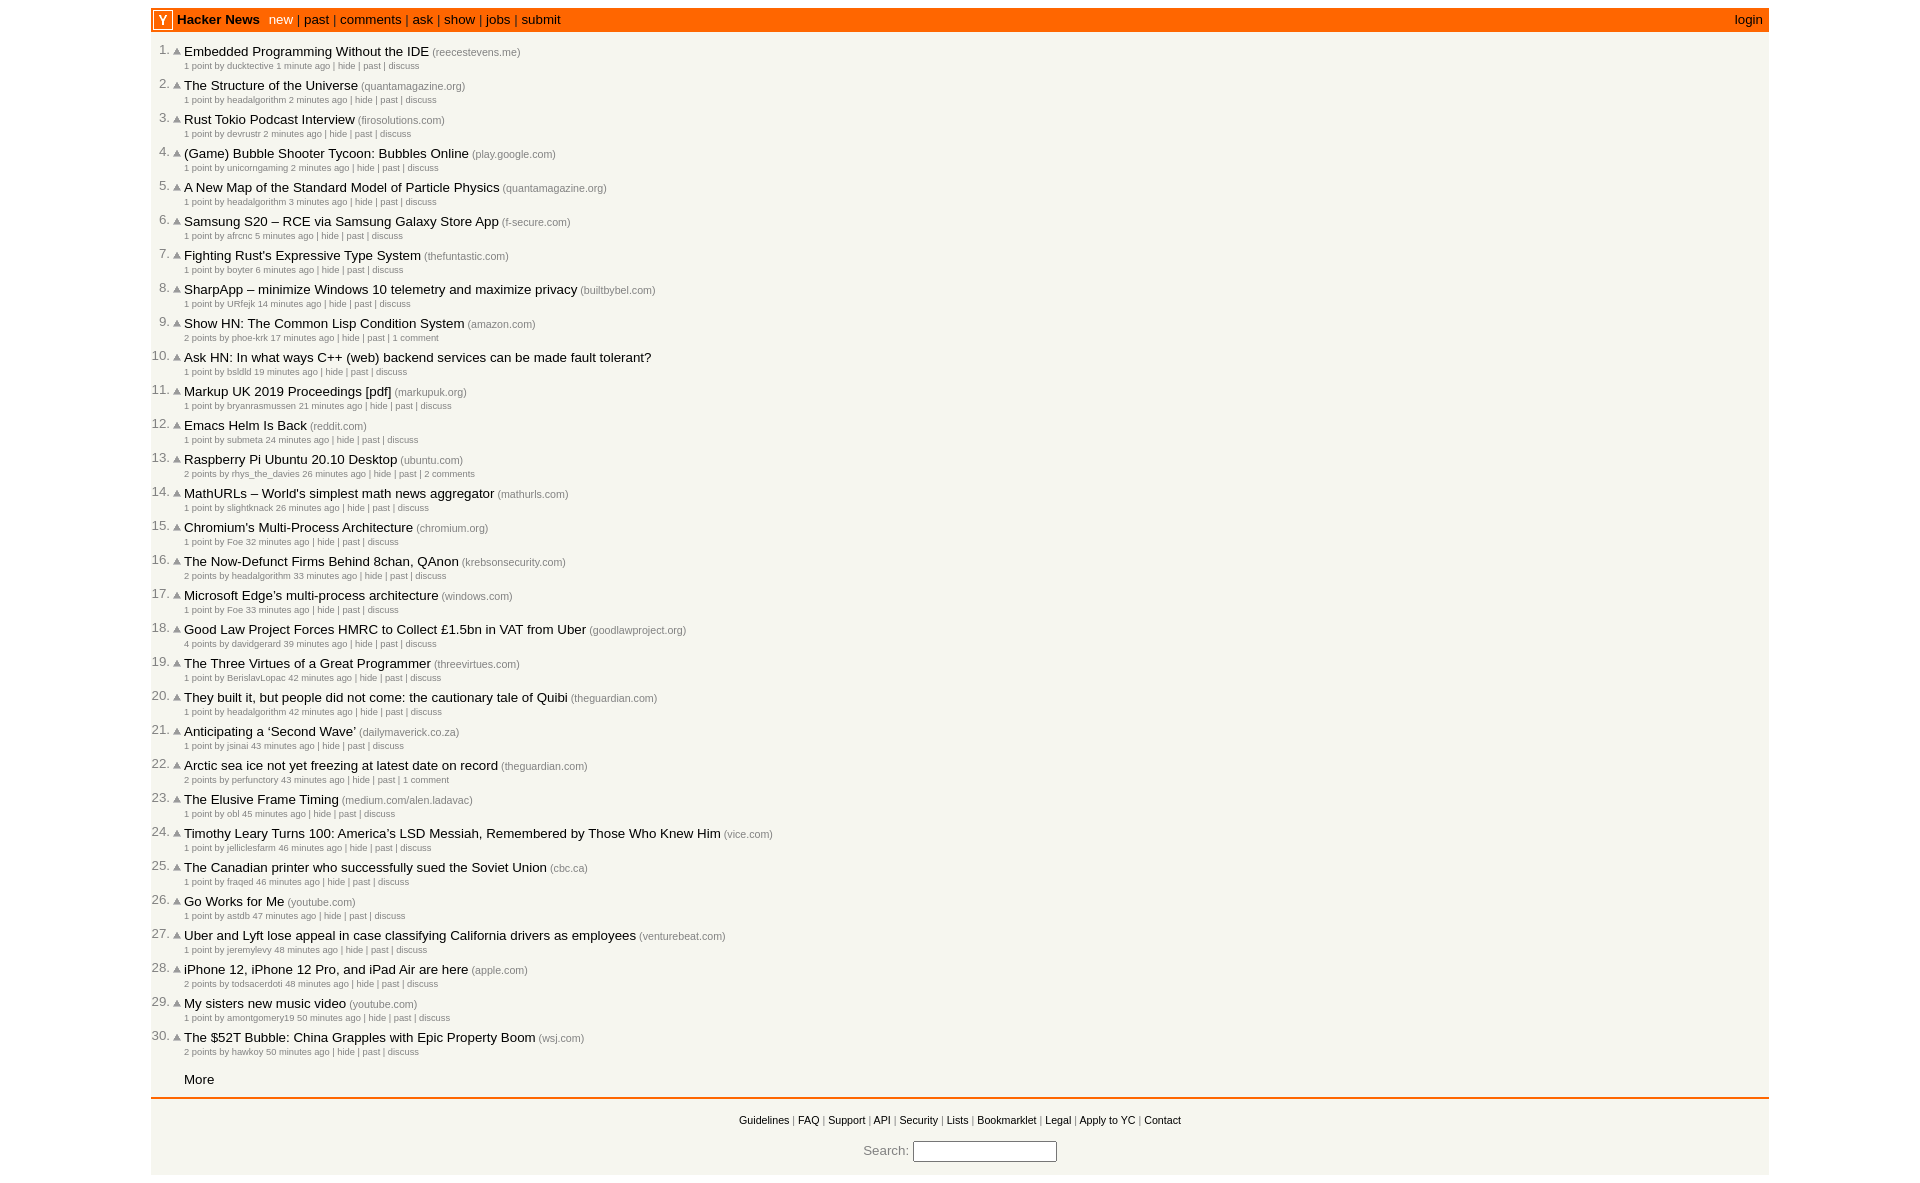 Y Hacker News new | past | comments | ask | show | jobs | submit login
1. Embedded Programming Without the IDE (reecestevens.me)
1 point by ducktective 1 minute ago | hide | past | discuss
2. The Structure of the Universe (quantamagazine.org)
1 point by headalgorithm 2 minutes ago | hide | past | discuss
3. Rust Tokio Podcast Interview (firosolutions.com)
1 point by devrustr 2 minutes ago | hide | past | discuss
4. (Game) Bubble Shooter Tycoon: Bubbles Online (play.google.com)
1 point by unicorngaming 2 minutes ago | hide | past | discuss
5. A New Map of the Standard Model of Particle Physics (quantamagazine.org)
1 point by headalgorithm 3 minutes ago | hide | past | discuss
6. Samsung S20 – RCE via Samsung Galaxy Store App (f-secure.com)
1 point by afrcnc 5 minutes ago | hide | past | discuss
7. Fighting Rust's Expressive Type System (thefuntastic.com)
1 point by boyter 6 minutes ago | hide | past | discuss
8. SharpApp – minimize Windows 10 telemetry and maximize privacy (builtbybel.com)
1 point by URfejk 14 minutes ago | hide | past | discuss
9. Show HN: The Common Lisp Condition System (amazon.com)
2 points by phoe-krk 17 minutes ago | hide | past | 1 comment
10. Ask HN: In what ways C++ (web) backend services can be made fault tolerant?
1 point by bsldld 19 minutes ago | hide | past | discuss
11. Markup UK 2019 Proceedings [pdf] (markupuk.org)
1 point by bryanrasmussen 21 minutes ago | hide | past | discuss
12. Emacs Helm Is Back (reddit.com)
1 point by submeta 24 minutes ago | hide | past | discuss
13. Raspberry Pi Ubuntu 20.10 Desktop (ubuntu.com)
2 points by rhys_the_davies 26 minutes ago | hide | past | 2 comments
14. MathURLs – World's simplest math news aggregator (mathurls.com)
1 point by slightknack 26 minutes ago | hide | past | discuss
15. Chromium's Multi-Process Architecture (chromium.org)
1 point by Foe 32 minutes ago | hide | past | discuss
16. The Now-Defunct Firms Behind 8chan, QAnon (krebsonsecurity.com)
2 points by headalgorithm 33 minutes ago | hide | past | discuss
17. Microsoft Edge’s multi-process architecture (windows.com)
1 point by Foe 33 minutes ago | hide | past | discuss
18. Good Law Project Forces HMRC to Collect £1.5bn in VAT from Uber (goodlawproject.org)
4 points by davidgerard 39 minutes ago | hide | past | discuss
19. The Three Virtues of a Great Programmer (threevirtues.com)
1 point by BerislavLopac 42 minutes ago | hide | past | discuss
20. They built it, but people did not come: the cautionary tale of Quibi (theguardian.com)
1 point by headalgorithm 42 minutes ago | hide | past | discuss
21. Anticipating a ‘Second Wave’ (dailymaverick.co.za)
1 point by jsinai 43 minutes ago | hide | past | discuss
22. Arctic sea ice not yet freezing at latest date on record (theguardian.com)
2 points by perfunctory 43 minutes ago | hide | past | 1 comment
23. The Elusive Frame Timing (medium.com/alen.ladavac)
1 point by obl 45 minutes ago | hide | past | discuss
24. Timothy Leary Turns 100: America’s LSD Messiah, Remembered by Those Who Knew Him (vice.com)
1 point by jelliclesfarm 46 minutes ago | hide | past | discuss
25. The Canadian printer who successfully sued the Soviet Union (cbc.ca)
1 point by fraqed 46 minutes ago | hide | past | discuss
26. Go Works for Me (youtube.com)
1 point by astdb 47 minutes ago | hide | past | discuss
27. Uber and Lyft lose appeal in case classifying California drivers as employees (venturebeat.com)
1 point by jeremylevy 48 minutes ago | hide | past | discuss
28. iPhone 12, iPhone 12 Pro, and iPad Air are here (apple.com)
2 points by todsacerdoti 48 minutes ago | hide | past | discuss
29. My sisters new music video (youtube.com)
1 point by amontgomery19 50 minutes ago | hide | past | discuss
30. The $52T Bubble: China Grapples with Epic Property Boom (wsj.com)
2 points by hawkoy 50 minutes ago | hide | past | discuss
More
Guidelines | FAQ | Support | API | Security | Lists | Bookmarklet | Legal | Apply to YC | Contact
Search: